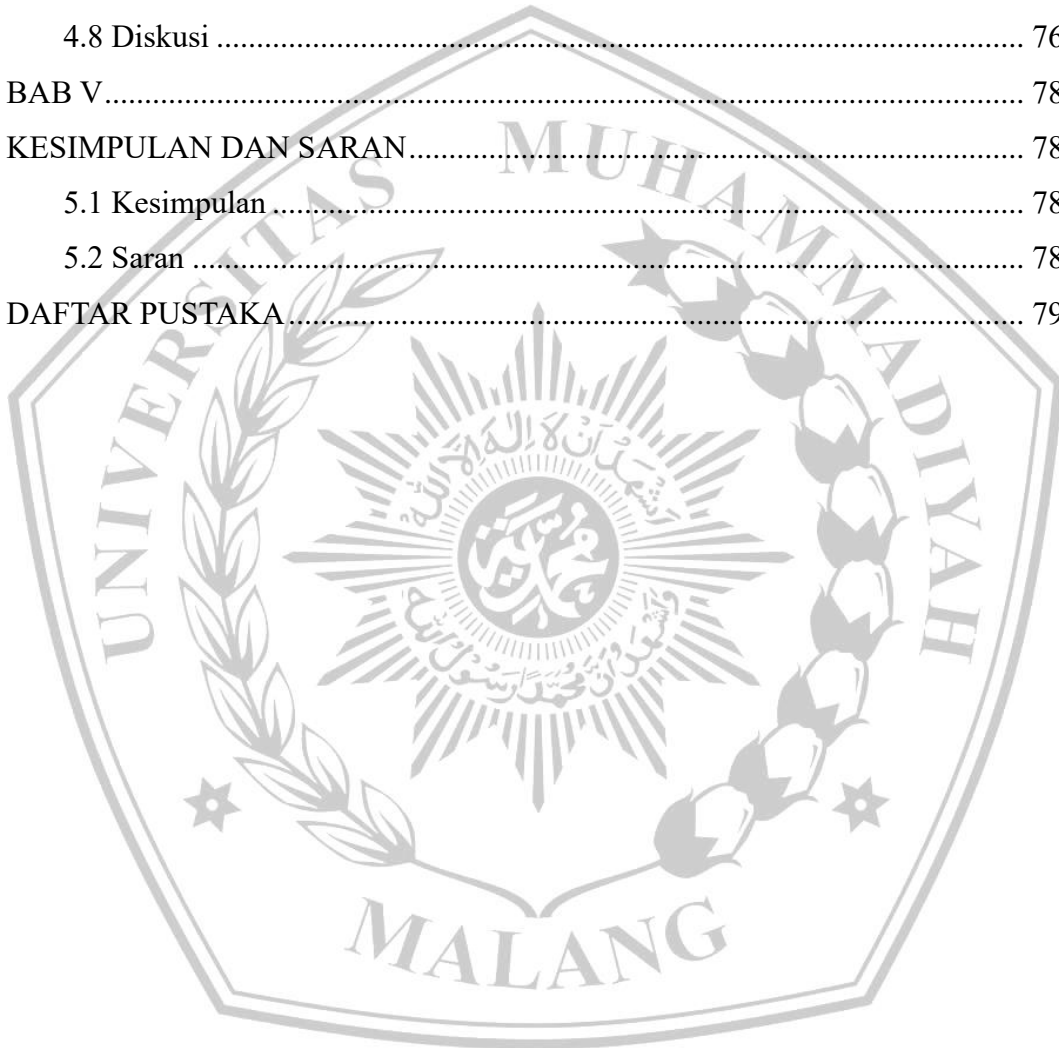 4.8 Diskusi ........................................................................................................ 76
BAB V ..................................................................................................................... 78
KESIMPULAN DAN SARAN ............................................................................. 78
5.1 Kesimpulan ................................................................................................ 78
5.2 Saran .......................................................................................................... 78
DAFTAR PUSTAKA ............................................................................................. 79
UNIVERSITAS MUHAMMADIYAH
MALANG